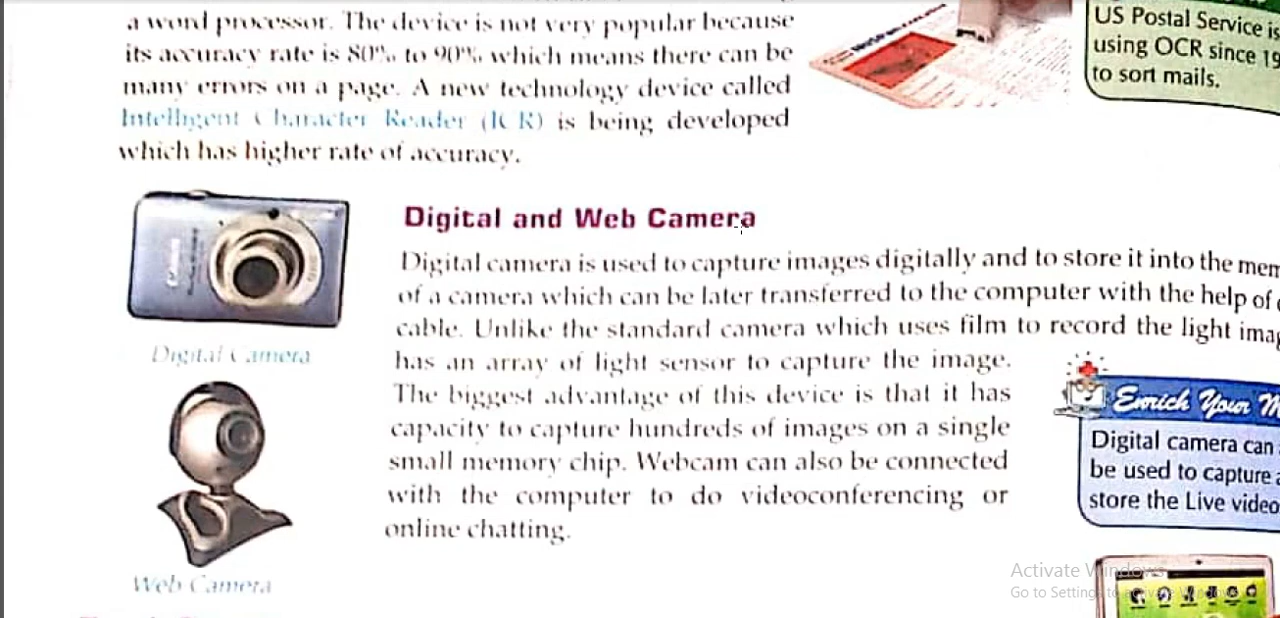 a word processor. The device is not very popular because
its accuracy rate is 80% to 90% which means there can be
many errors on a page. A new technology device called
Intelligent Character Reader (ICR) is being developed
which has higher rate of accuracy.
US Postal Service is
using OCR since 19
to sort mails.
Digital and Web Camera
Digital camera is used to capture images digitally and to store it into the mem
of a camera which can be later transferred to the computer with the help of
cable. Unlike the standard camera which uses film to record the light imag
has an array of light sensor to capture the image.
The biggest advantage of this device is that it has
capacity to capture hundreds of images on a single
small memory chip. Webcam can also be connected
with the computer to do videoconferencing or
online chatting.
Digital Camera
Web Camera
Enrich Your M
Digital camera can
be used to capture a
store the Live video
Activate Windows
Go to Settings to activate Windows.